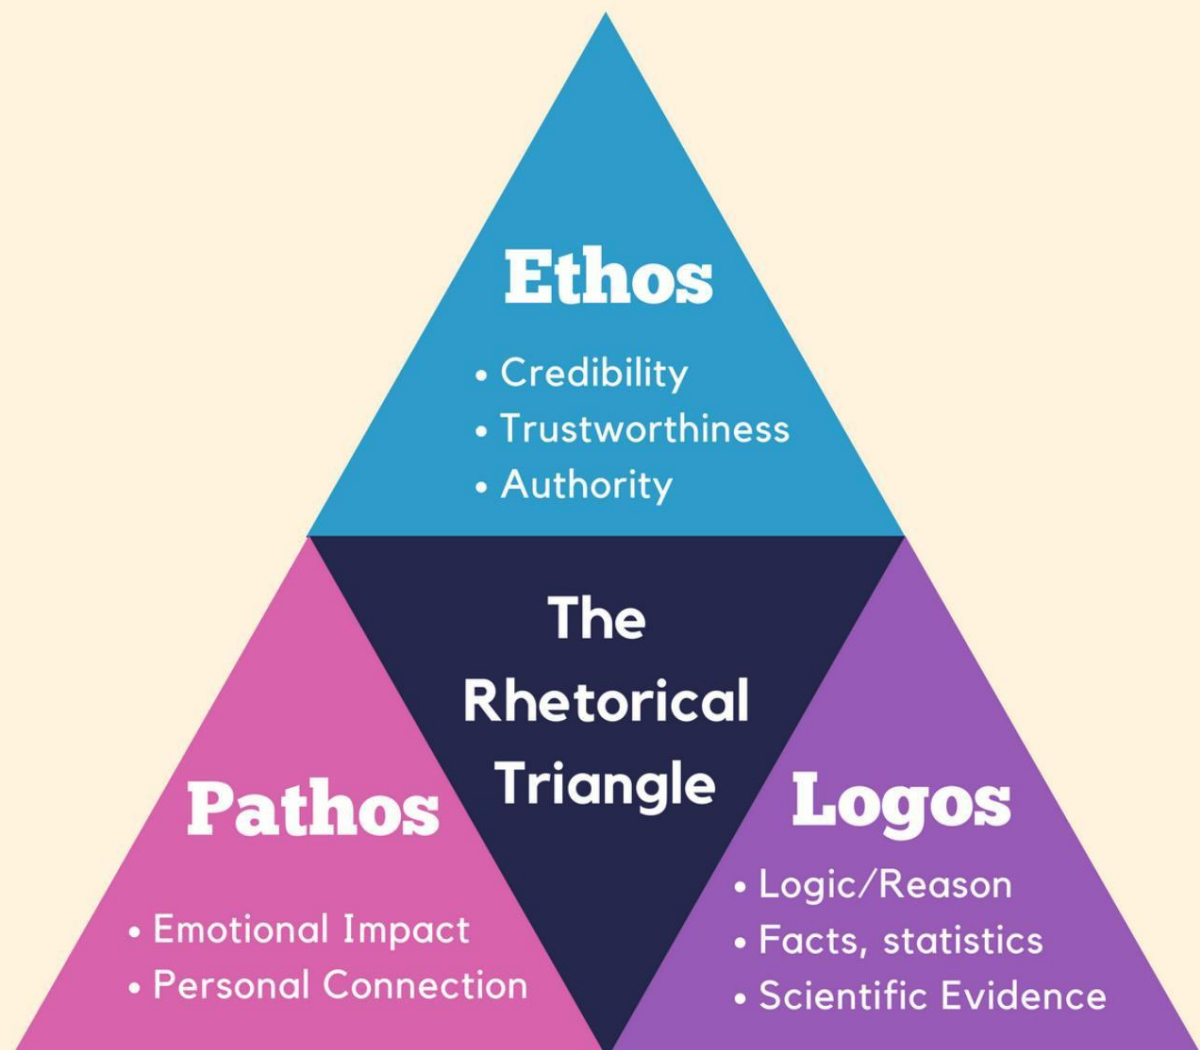 Ethos
• Credibility
• Trustworthiness
• Authority
The
Rhetorical
Triangle
Pathos
• Emotional Impact
• Personal Connection
Logos
• Logic/Reason
• Facts, statistics
• Scientific Evidence